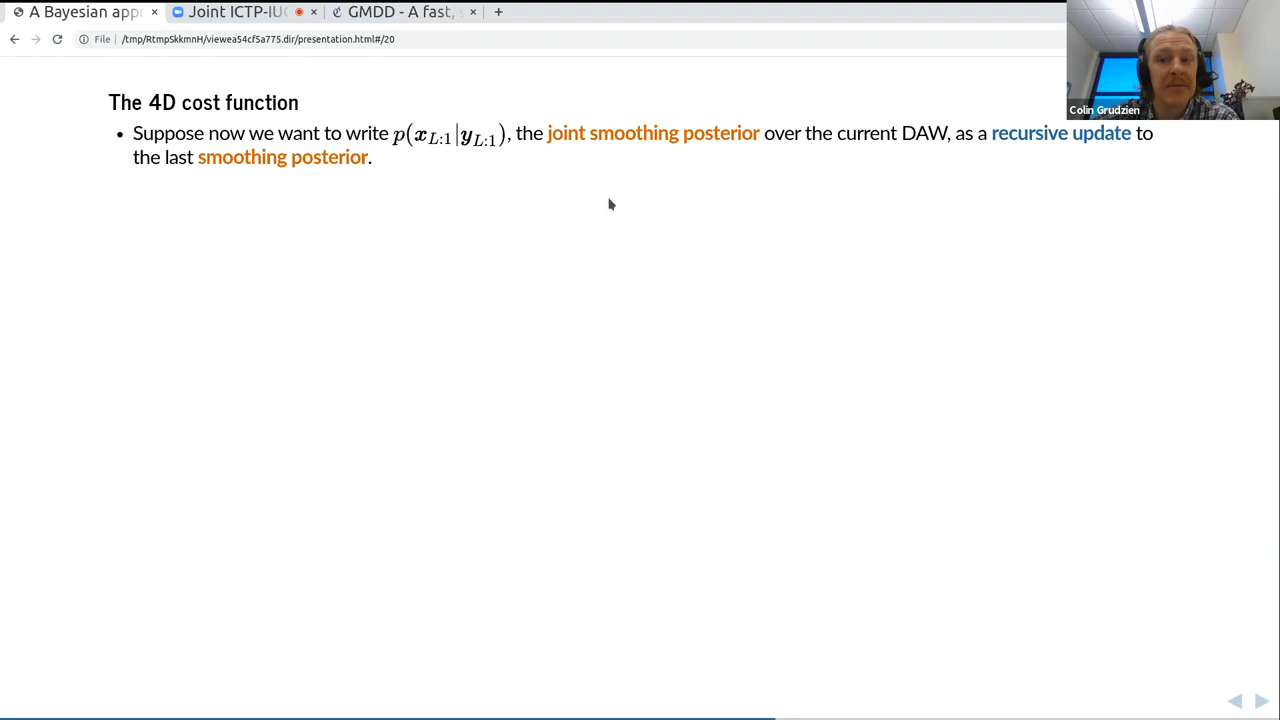 A Bayesian app × Joint ICTP-IU × GMDD - A fast, × +
File /tmp/RtmpSkkmnH/viewea54cf5a775.dir/presentation.html#/20
Colin Grudzien
The 4D cost function
• Suppose now we want to write p(x_{L:1}|y_{L:1}), the joint smoothing posterior over the current DAW, as a recursive update to
the last smoothing posterior.